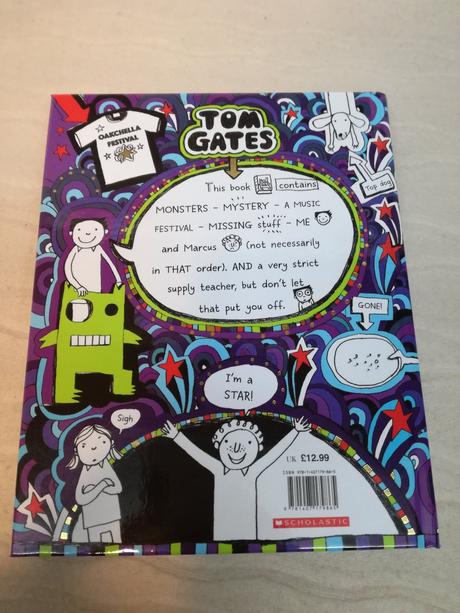 OAKCHELLA
FESTIVAL
TOM
GATES
Top dog
This book contains
MONSTERS – MYSTERY – A MUSIC
FESTIVAL – MISSING stuff – ME
and Marcus (not necessarily
in THAT order). AND a very strict
supply teacher, but don't let
that put you off.
GONE!
I'm a
STAR!
Sigh
UK £12.99
SCHOLASTIC